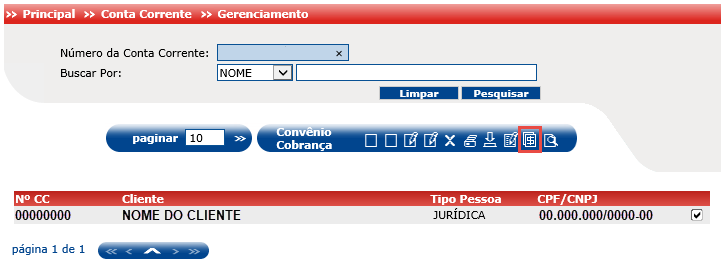 >> Principal >> Conta Corrente >> Gerenciamento
Número da Conta Corrente: ×
Buscar Por: NOME
Limpar Pesquisar
paginar 10 >> Convênio
Cobrança
Nº CC Cliente Tipo Pessoa CPF/CNPJ
00000000 NOME DO CLIENTE JURÍDICA 00.000.000/0000-00
página 1 de 1 << < > >>